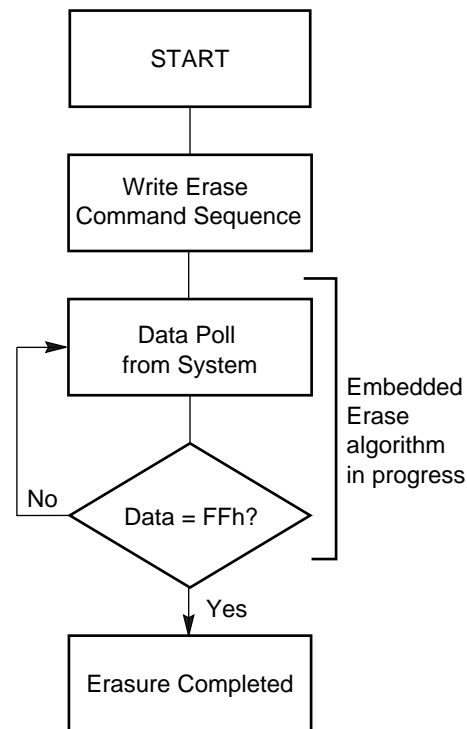 START
Write Erase
Command Sequence
Data Poll
from System
Embedded
Erase
algorithm
in progress
No
Data = FFh?
Yes
Erasure Completed